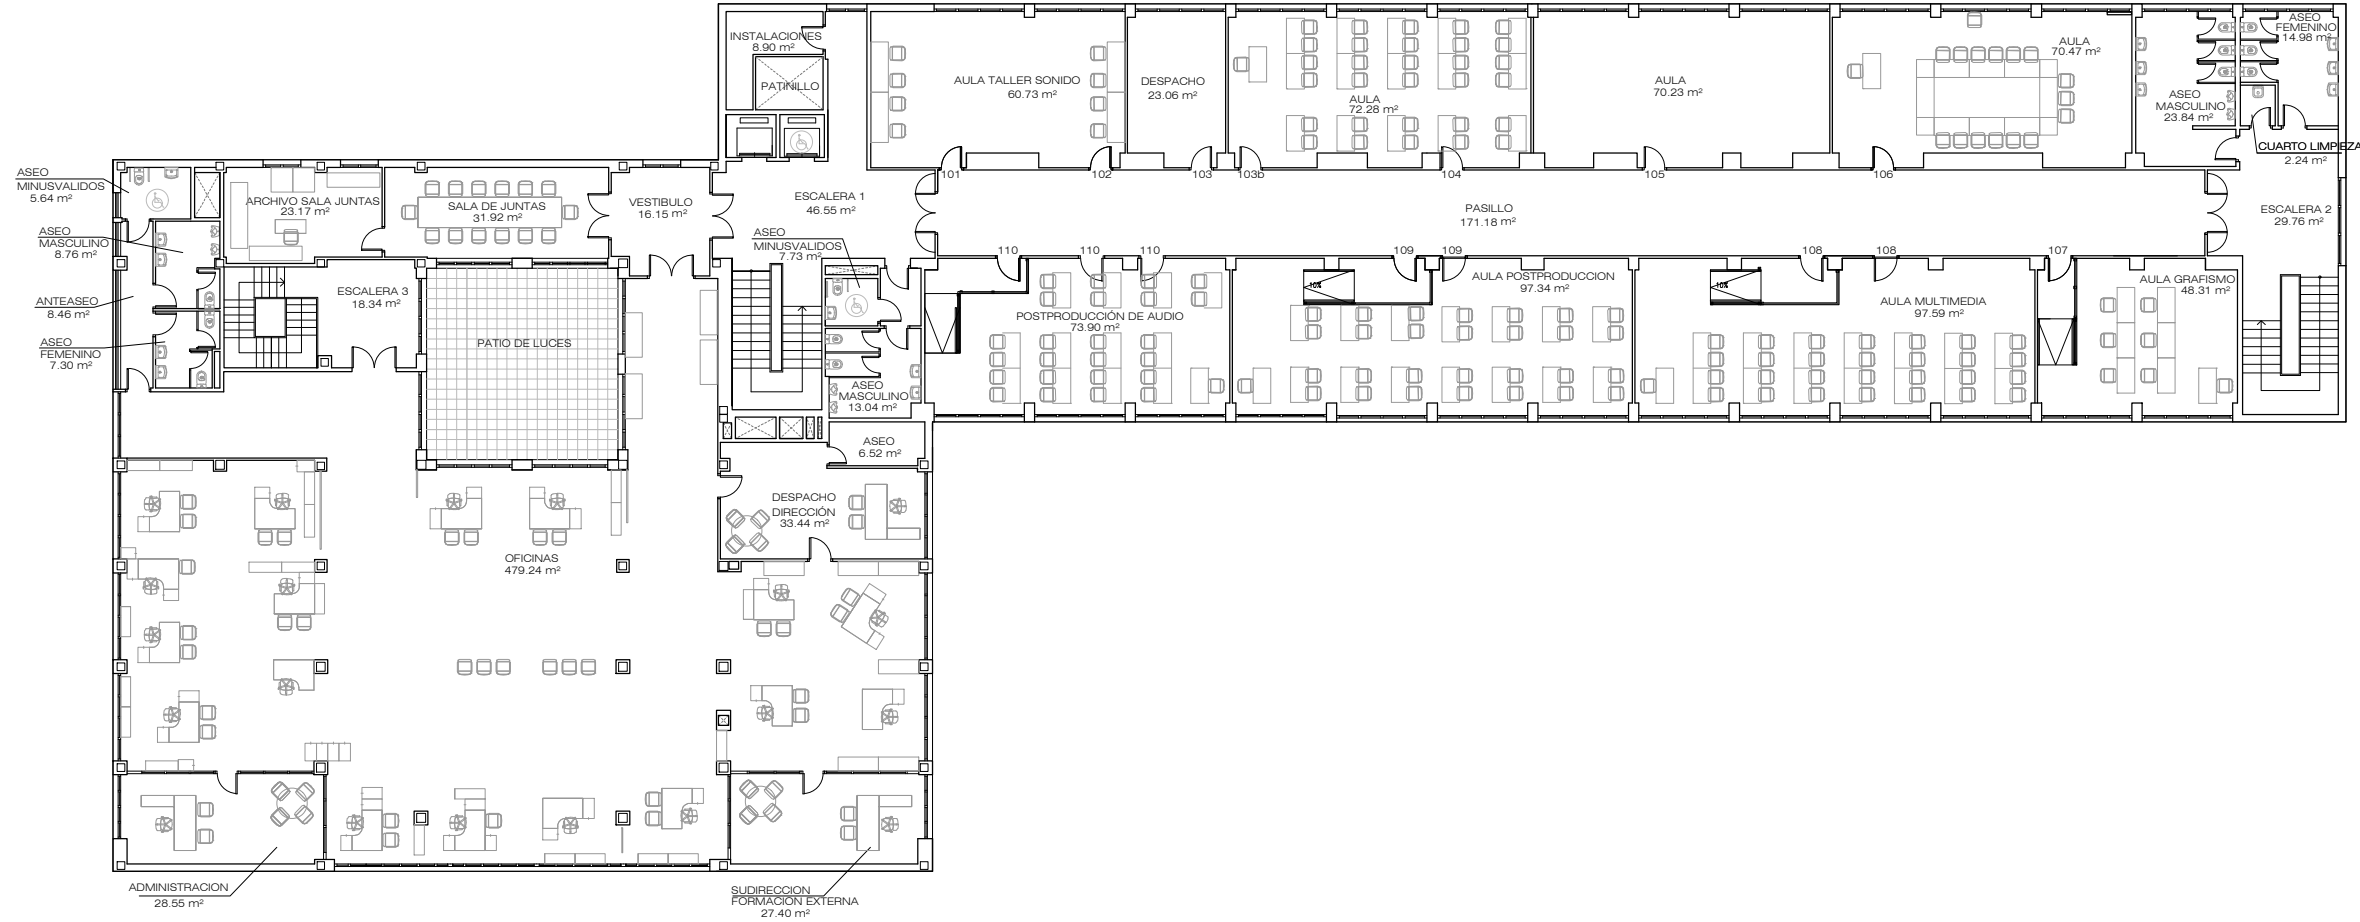 INSTALACIONES
8.90 m²
PATINILLO
AULA TALLER SONIDO
60.73 m²
DESPACHO
23.06 m²
AULA
72.28 m²
AULA
70.23 m²
AULA
70.47 m²
ASEO
FEMENINO
14.98 m²
ASEO
MASCULINO
23.84 m²
CUARTO LIMPIEZA
2.24 m²
101
102
103
103b
104
105
106
ASEO
MINUSVALIDOS
5.64 m²
ARCHIVO SALA JUNTAS
23.17 m²
SALA DE JUNTAS
31.92 m²
VESTIBULO
16.15 m²
ESCALERA 1
46.55 m²
PASILLO
171.18 m²
ESCALERA 2
29.76 m²
ASEO
MASCULINO
8.76 m²
ASEO
MINUSVALIDOS
7.73 m²
110
110
110
109
109
108
108
107
ANTEASEO
8.46 m²
ESCALERA 3
18.34 m²
POSTPRODUCCIÓN DE AUDIO
73.90 m²
10%
AULA POSTPRODUCCION
97.34 m²
10%
AULA MULTIMEDIA
97.59 m²
AULA GRAFISMO
48.31 m²
ASEO
FEMENINO
7.30 m²
PATIO DE LUCES
ASEO
MASCULINO
13.04 m²
ASEO
6.52 m²
DESPACHO
DIRECCIÓN
33.44 m²
OFICINAS
479.24 m²
ADMINISTRACION
28.55 m²
SUDIRECCION
FORMACION EXTERNA
27.40 m²